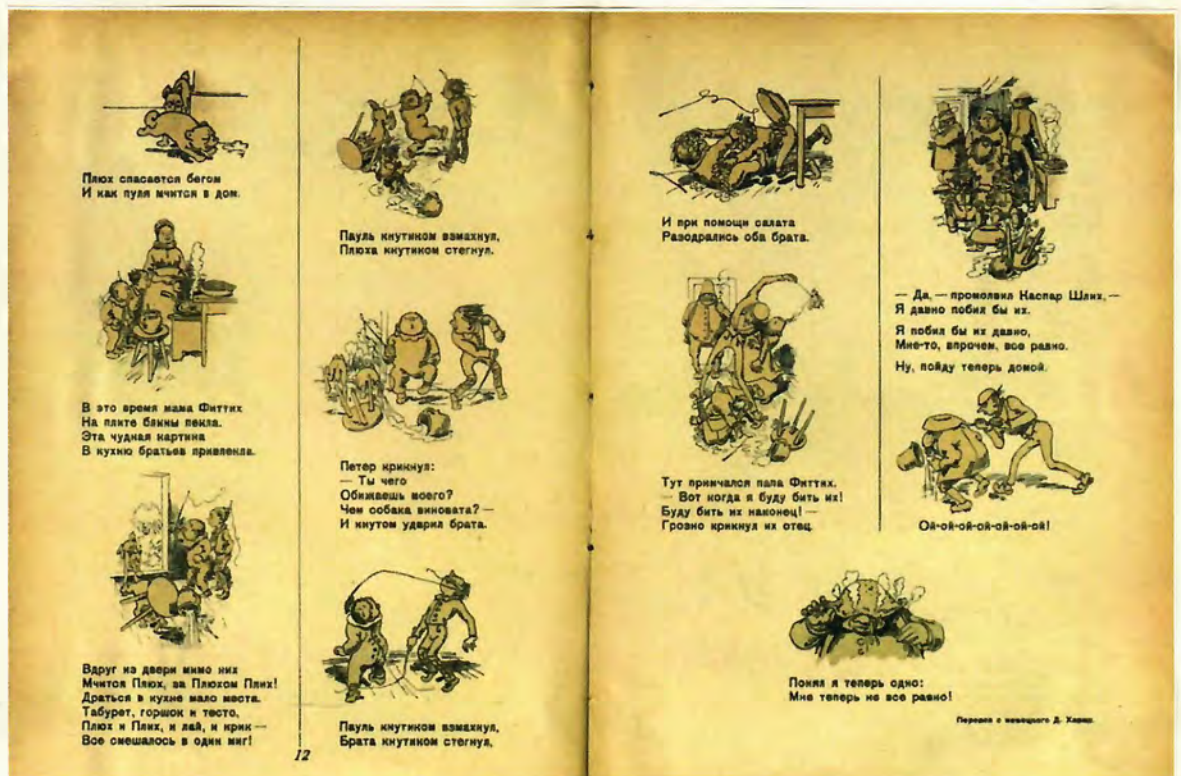 Плюх спасается бегом
И как пуля мчится в дом.
В это время мама Фиттих
На плите блины пекла.
Эта чудная картина
В кухню братьев привлекла.
Вдруг из двери мимо них
Мчится Плюх, за Плюхом Плих!
Драться в кухне мало места.
Табурет, горшок и тесто,
Плюх и Плих, и лай, и крик —
Все смешалось в один миг!
Пауль кнутиком взмахнул,
Плюха кнутиком стегнул.
Петер крикнул:
— Ты чего
Обижаешь моего?
Чем собака виновата? —
И кнутом ударил брата.
Пауль кнутиком взмахнул,
Брата кнутиком стегнул,
12
И при помощи салата
Разодрались оба брата.
Тут примчался папа Фиттих.
— Вот когда я буду бить их!
Буду бить их наконец! —
Грозно крикнул их отец.
— Да, — промолвил Каспар Шлих, —
Я давно побил бы их.
Я побил бы их давно,
Мне-то, впрочем, все равно.
Ну, пойду теперь домой.
Ой-ой-ой-ой-ой-ой-ой!
Понял я теперь одно:
Мне теперь не все равно!
Перевел с немецкого Д. Хармс.